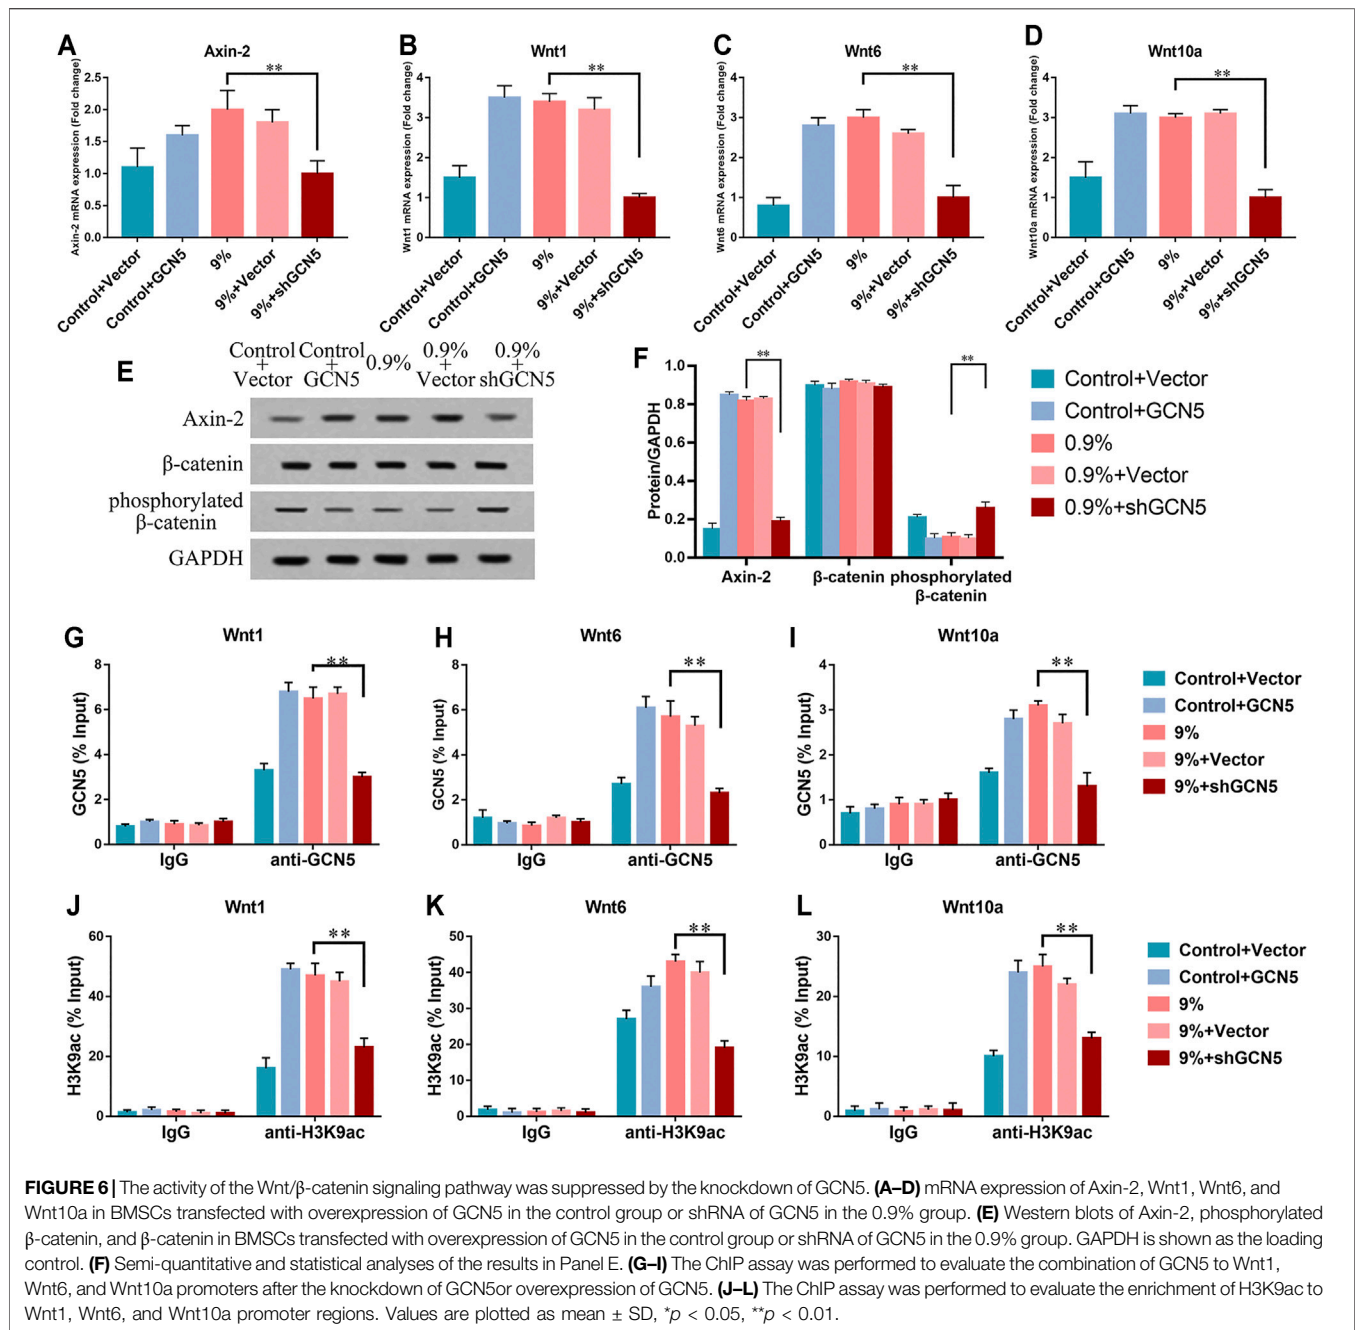 A
Axin-2
Axin-2 mRNA expression (Fold change)
2.5
2.0
1.5
1.0
0.5
0.0
**
Control+Vector
Control+GCN5
9%
9%+Vector
9%+shGCN5
B
Wnt1
Wnt1 mRNA expression (Fold change)
4
3
2
1
0
**
Control+Vector
Control+GCN5
9%
9%+Vector
9%+shGCN5
C
Wnt6
Wnt6 mRNA expression (Fold change)
4
3
2
1
0
**
Control+Vector
Control+GCN5
9%
9%+Vector
9%+shGCN5
D
Wnt10a
Wnt10a mRNA expression (Fold change)
4
3
2
1
0
**
Control+Vector
Control+GCN5
9%
9%+Vector
9%+shGCN5
E
Control + Vector
Control + GCN5
0.9%
0.9% + Vector
0.9% + shGCN5
Axin-2
β-catenin
phosphorylated
β-catenin
GAPDH
F
Protein/GAPDH
1.0
0.8
0.6
0.4
0.2
0.0
**
**
Axin-2
β-catenin
phosphorylated
β-catenin
Control+Vector
Control+GCN5
0.9%
0.9%+Vector
0.9%+shGCN5
G
Wnt1
GCN5 (% Input)
8
6
4
2
0
**
IgG
anti-GCN5
H
Wnt6
GCN5 (% Input)
8
6
4
2
0
**
IgG
anti-GCN5
I
Wnt10a
GCN5 (% Input)
4
3
2
1
0
**
IgG
anti-GCN5
Control+Vector
Control+GCN5
9%
9%+Vector
9%+shGCN5
J
Wnt1
H3K9ac (% Input)
60
40
20
0
**
IgG
anti-H3K9ac
K
Wnt6
H3K9ac (% Input)
50
40
30
20
10
0
**
IgG
anti-H3K9ac
L
Wnt10a
H3K9ac (% Input)
30
20
10
0
**
IgG
anti-H3K9ac
Control+Vector
Control+GCN5
9%
9%+Vector
9%+shGCN5
FIGURE 6 | The activity of the Wnt/β-catenin signaling pathway was suppressed by the knockdown of GCN5. (A–D) mRNA expression of Axin-2, Wnt1, Wnt6, and
Wnt10a in BMSCs transfected with overexpression of GCN5 in the control group or shRNA of GCN5 in the 0.9% group. (E) Western blots of Axin-2, phosphorylated
β-catenin, and β-catenin in BMSCs transfected with overexpression of GCN5 in the control group or shRNA of GCN5 in the 0.9% group. GAPDH is shown as the loading
control. (F) Semi-quantitative and statistical analyses of the results in Panel E. (G–I) The ChIP assay was performed to evaluate the combination of GCN5 to Wnt1,
Wnt6, and Wnt10a promoters after the knockdown of GCN5or overexpression of GCN5. (J–L) The ChIP assay was performed to evaluate the enrichment of H3K9ac to
Wnt1, Wnt6, and Wnt10a promoter regions. Values are plotted as mean ± SD, *p < 0.05, **p < 0.01.